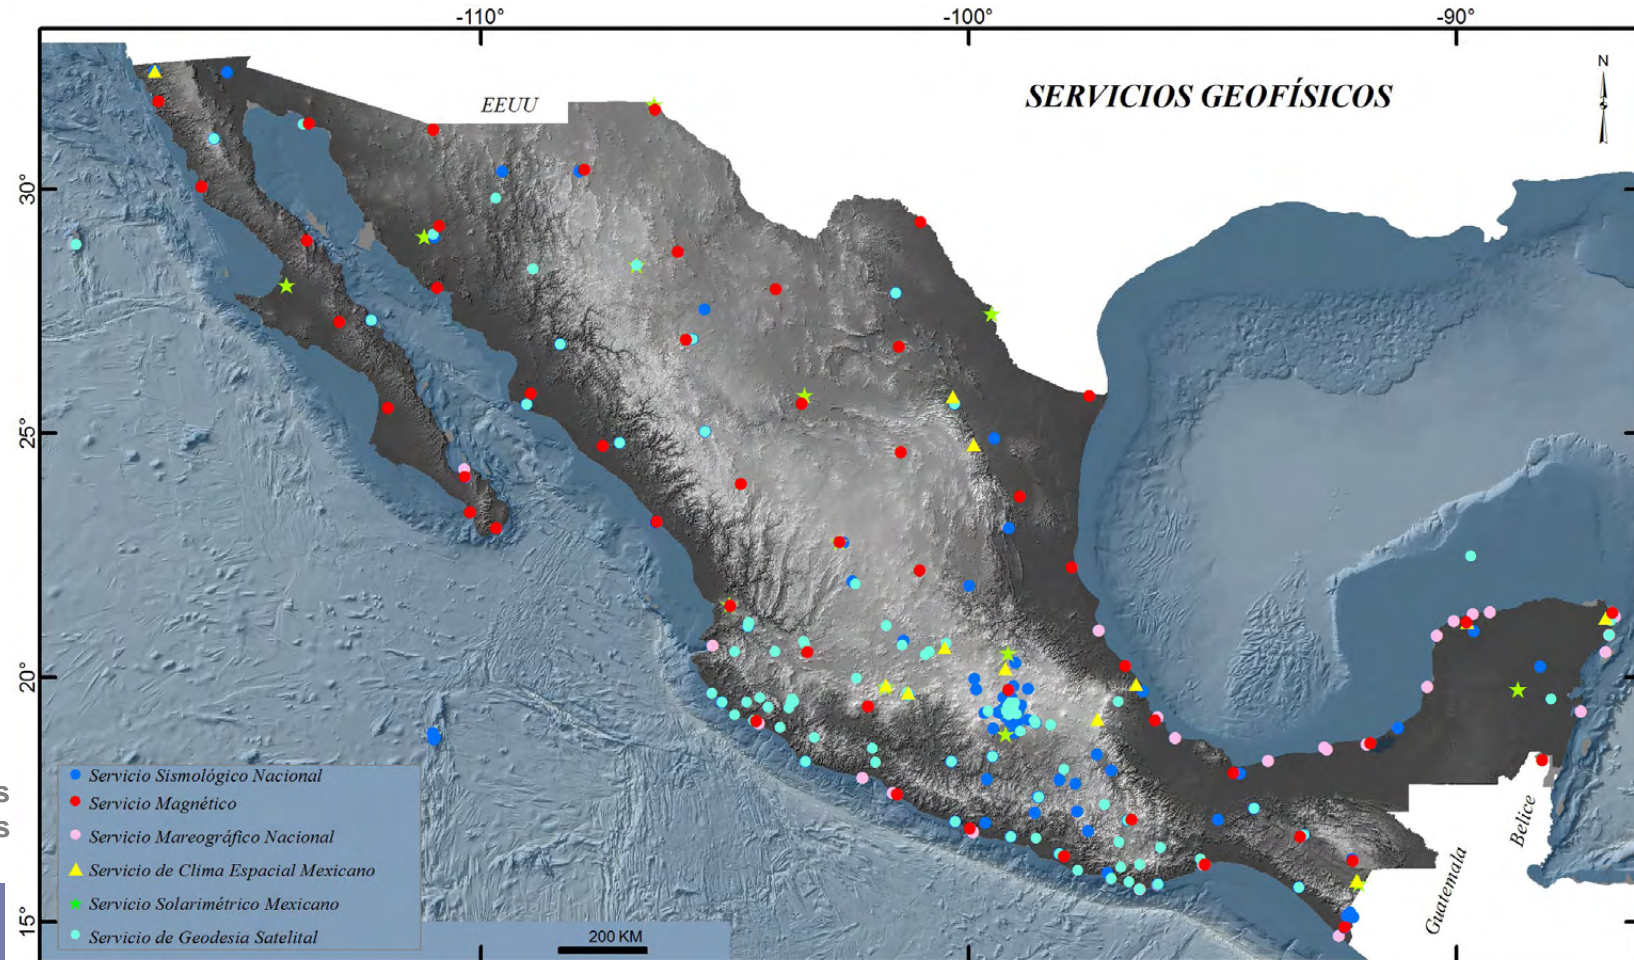 -110° -100° -90°
N
SERVICIOS GEOFÍSICOS
EEUU
30°
25°
20°
15°
Servicio Sismológico Nacional
Servicio Magnético
Servicio Mareográfico Nacional
Servicio de Clima Espacial Mexicano
Servicio Solarimétrico Mexicano
Servicio de Geodesia Satelital
200 KM
Belice
Guatemala
s
s